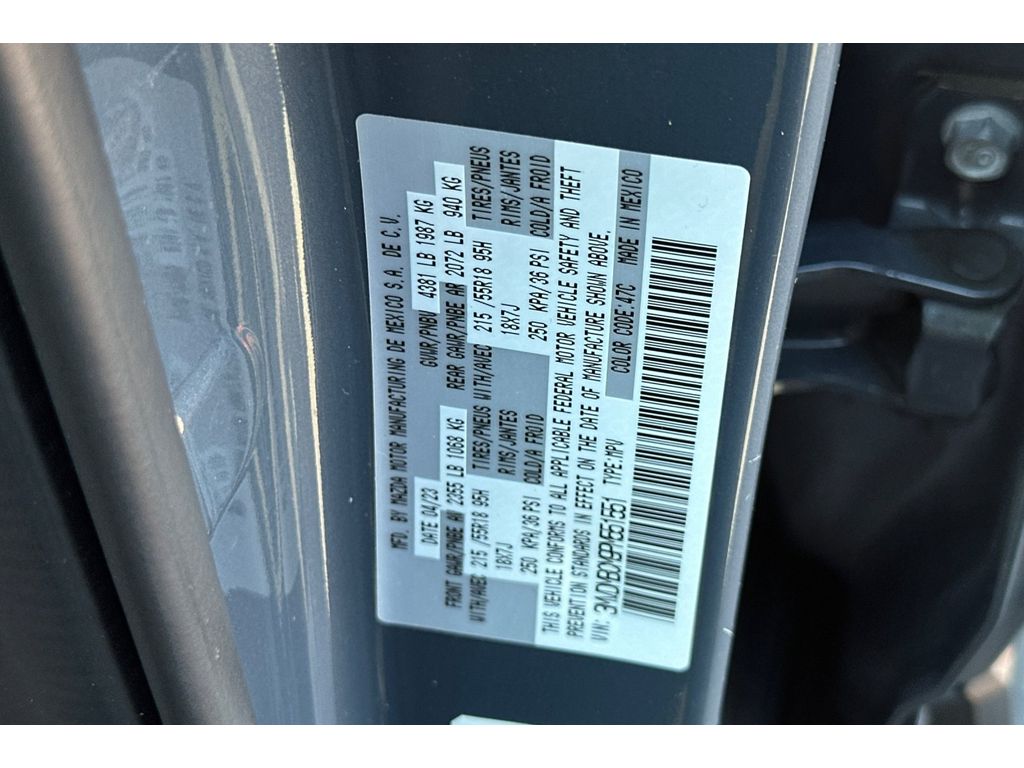 MFD. BY MAZDA MOTOR MANUFACTURING DE MEXICO S.A. DE C.V.
DATE 04/23 GVWR/PNBV 4381 LB 1987 KG
FRONT GAWR/PNBE AV 2355 LB 1068 KG REAR GAWR/PNBE AR 2072 LB 940 KG
WITH/AVEC 215 /55R18 95H TIRES/PNEUS WITH/AVEC 215 /55R18 95H TIRES/PNEUS
18X7J RIMS/JANTES 18X7J RIMS/JANTES
250 KPA/36 PSI COLD/A FROID 250 KPA/36 PSI COLD/A FROID
THIS VEHICLE CONFORMS TO ALL APPLICABLE FEDERAL MOTOR VEHICLE SAFETY AND THEFT
PREVENTION STANDARDS IN EFFECT ON THE DATE OF MANUFACTURE SHOWN ABOVE.
VIN: TYPE:MPV COLOR CODE:47C MADE IN MEXICO